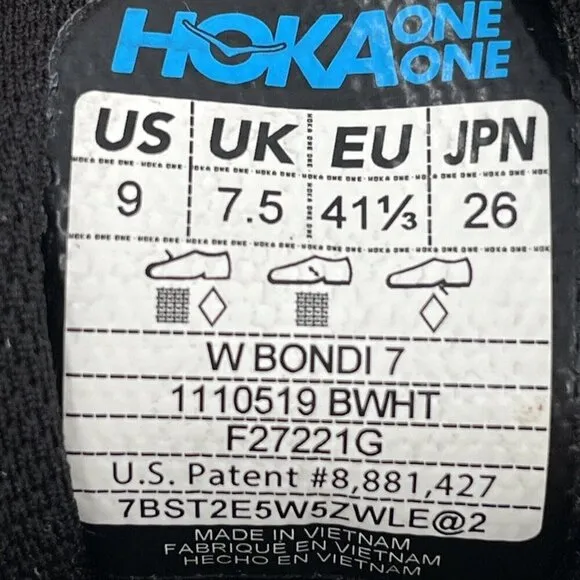 HOKA ONE ONE
US UK EU JPN
9 7.5 41⅓ 26
W BONDI 7
1110519 BWHT
F27221G
U.S. Patent #8,881,427
7BST2E5W5ZWLE@2
MADE IN VIETNAM
FABRIQUÉ EN VIETNAM
HECHO EN VIETNAM